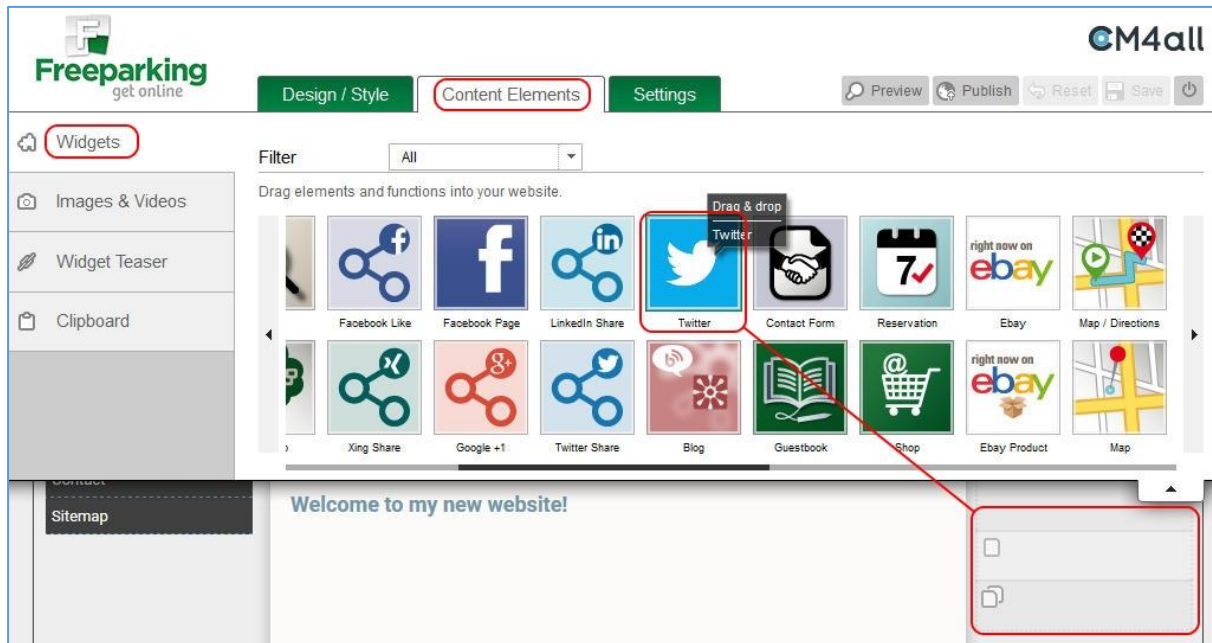 F
CM4all
Freeparking
get online
Design / Style
Content Elements
Settings
Preview
Publish
Reset
Save
Widgets
Images & Videos
Widget Teaser
Clipboard
Filter
All
Drag elements and functions into your website.
Drag & drop
Twitter
f
f
in
7
right now on
ebay
Facebook Like
Facebook Page
LinkedIn Share
Twitter
Contact Form
Reservation
Ebay
Map / Directions
g+
@
right now on
ebay
Xing Share
Google +1
Twitter Share
Blog
Guestbook
Shop
Ebay Product
Map
Contact
Sitemap
Welcome to my new website!